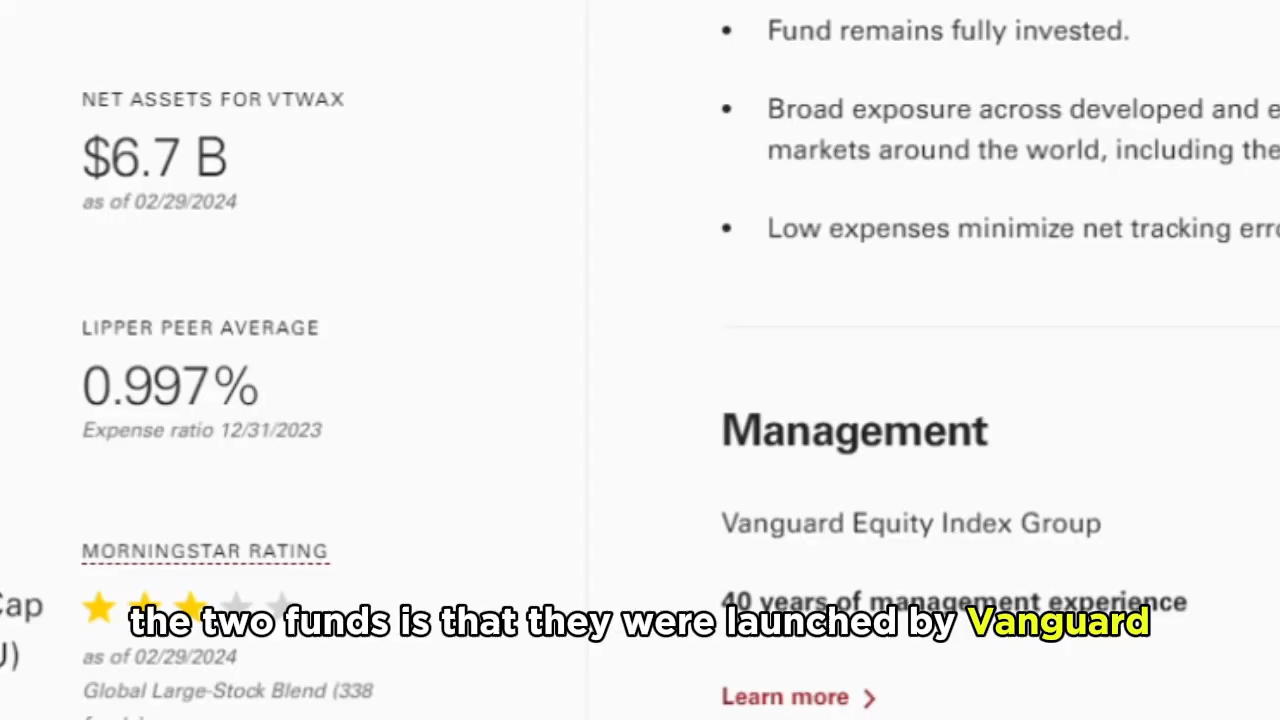 NET ASSETS FOR VTWAX
$6.7 B
as of 02/29/2024
LIPPER PEER AVERAGE
0.997%
Expense ratio 12/31/2023
MORNINGSTAR RATING
as of 02/29/2024
Global Large-Stock Blend (338
Fund remains fully invested.
Broad exposure across developed and
markets around the world, including the
Low expenses minimize net tracking
Management
Vanguard Equity Index Group
40 years of management experience
Learn more
the two funds is that they were launched by Vanguard